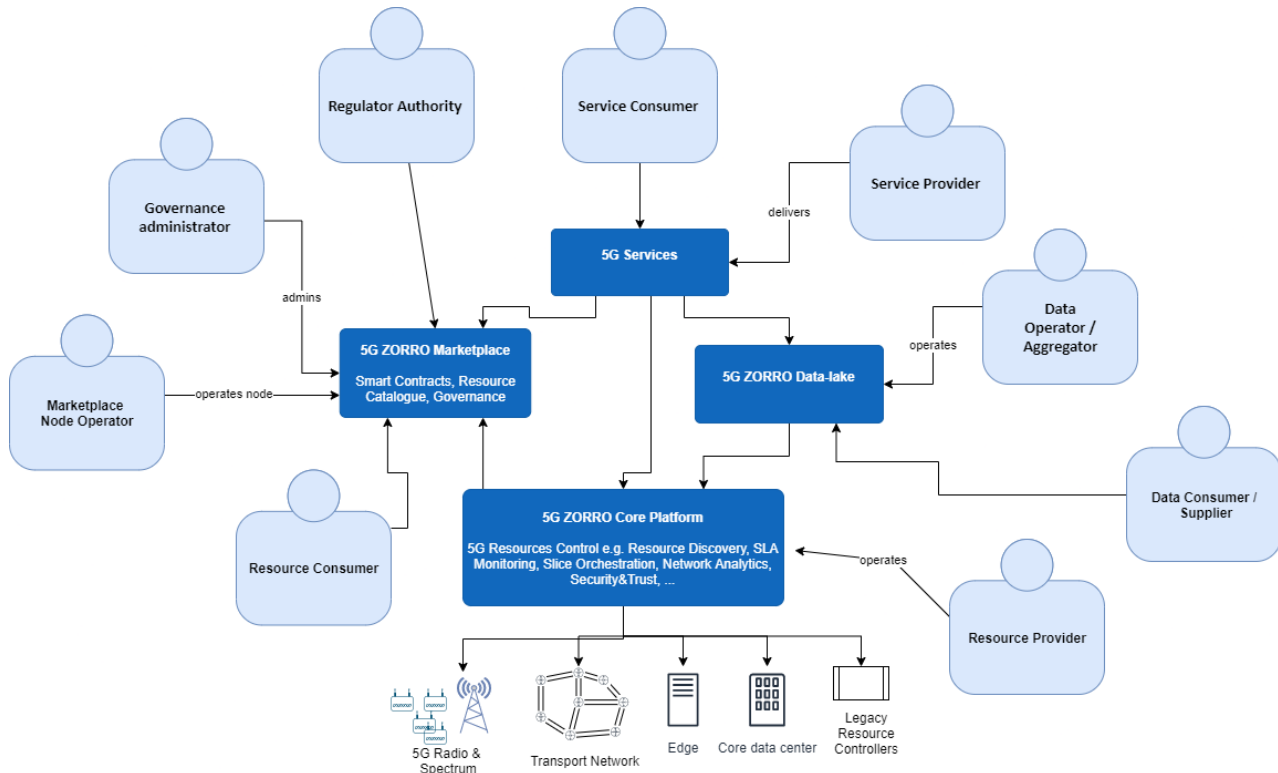 Regulator Authority
Service Consumer
Service Provider
Governance
administrator
delivers
5G Services
admins
Data
Operator /
Aggregator
operates
5G ZORRO Marketplace
Smart Contracts, Resource
Catalogue, Governance
5G ZORRO Data-lake
Marketplace
Node Operator
operates node
Data Consumer /
Supplier
5G ZORRO Core Platform
5G Resources Control e.g. Resource Discovery, SLA
Monitoring, Slice Orchestration, Network Analytics,
Security&Trust, ...
Resource Consumer
operates
Resource Provider
5G Radio &
Spectrum
Transport Network
Edge
Core data center
Legacy
Resource
Controllers